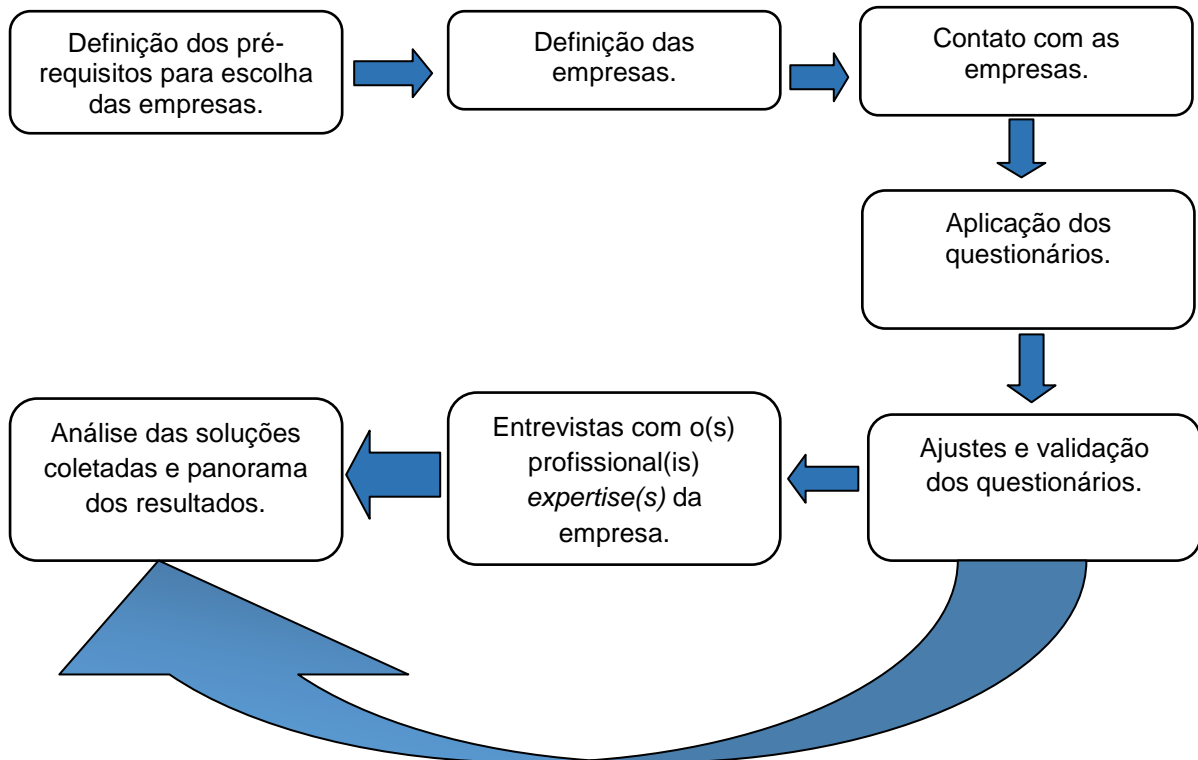 Definição dos pré-
requisitos para escolha
das empresas.
Definição das
empresas.
Contato com as
empresas.
Aplicação dos
questionários.
Ajustes e validação
dos questionários.
Entrevistas com o(s)
profissional(is)
expertise(s) da
empresa.
Análise das soluções
coletadas e panorama
dos resultados.